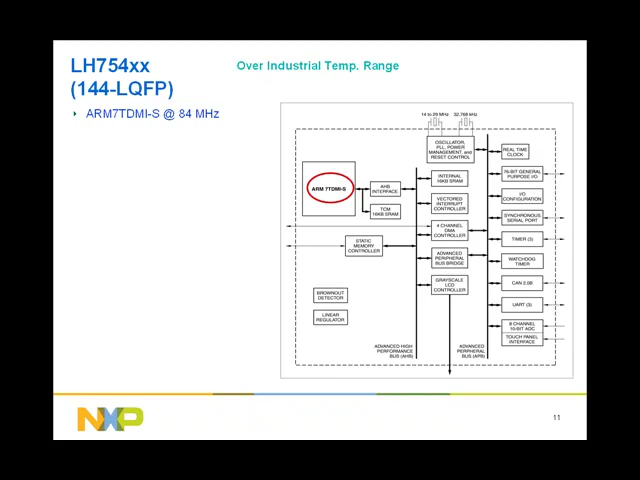 LH754xx
(144-LQFP)
Over Industrial Temp. Range
ARM7TDMI-S @ 84 MHz
14 to 20 MHz
32.768 kHz
OSCILLATOR,
PLL, POWER
MANAGEMENT, and
RESET CONTROL
REAL TIME
CLOCK
ARM 7TDMI-S
AHB
INTERFACE
INTERNAL
16KB SRAM
76-BIT GENERAL
PURPOSE I/O
TCM
16KB SRAM
VECTORED
INTERRUPT
CONTROLLER
I/O
CONFIGURATION
SYNCHRONOUS
SERIAL PORT
4 CHANNEL
DMA
CONTROLLER
STATIC
MEMORY
CONTROLLER
TIMER (3)
ADVANCED
PERIPHERAL
BUS BRIDGE
WATCHDOG
TIMER
GRAYSCALE
LCD
CONTROLLER
CAN 2.0B
BROWNOUT
DETECTOR
UART (3)
LINEAR
REGULATOR
8 CHANNEL
10-BIT ADC
TOUCH PANEL
INTERFACE
ADVANCED HIGH
PERFORMANCE
BUS (AHB)
ADVANCED
PERIPHERAL
BUS (APB)
NXP
11